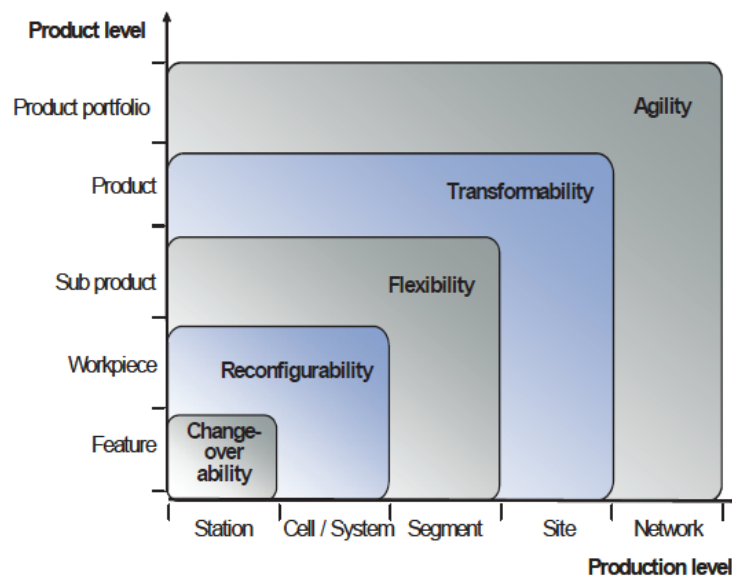 Product level
Product portfolio
Agility
Product
Transformability
Sub product
Flexibility
Workpiece
Reconfigurability
Feature
Change-
over
ability
Station
Cell / System
Segment
Site
Network
Production level